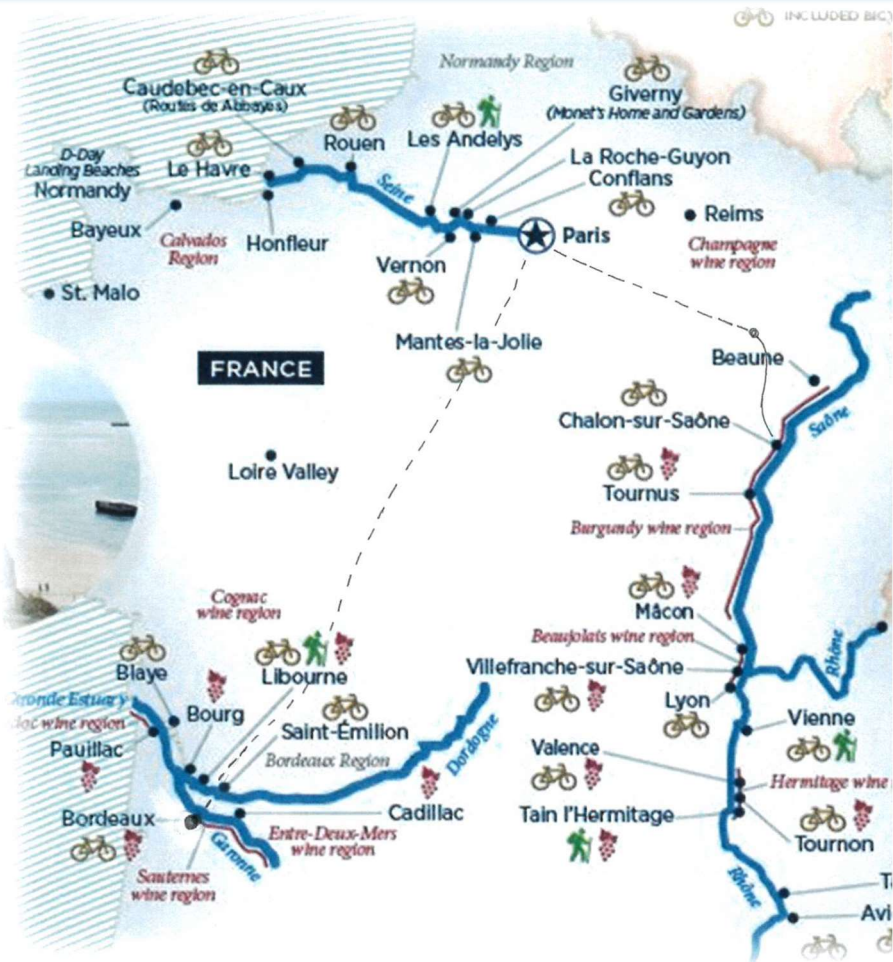 INCLUDED BIC
Normandy Region
Caudebec-en-Caux
(Routes de Abbayes)
Giverny
(Monet's Home and Gardens)
Rouen
Les Andelys
D-Day
Landing Beaches
Normandy
Le Havre
La Roche-Guyon
Conflans
Seine
Reims
Bayeux
Calvados
Region
Honfleur
Paris
Champagne
wine region
Vernon
St. Malo
Mantes-la-Jolie
Beaune
FRANCE
Chalon-sur-Saône
Saône
Loire Valley
Tournus
Burgundy wine region
Cognac
wine region
Mâcon
Beaujolais wine region
Rhône
Blaye
Libourne
Villefranche-sur-Saône
ronde Estuary
Bourg
Lyon
oc wine region
Saint-Émilion
Vienne
Pauillac
Bordeaux Region
Dordogne
Valence
Hermitage wine
Bordeaux
Cadillac
Tain l'Hermitage
Entre-Deux-Mers
wine region
Tournon
Garonne
Sauternes
wine region
Rhône
T
Avi